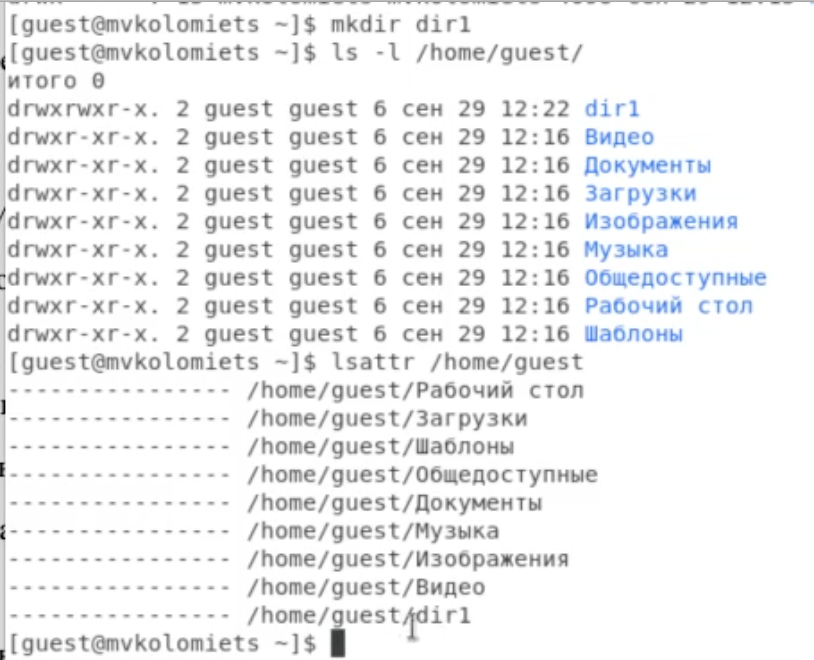 [guest@mvkolomiets ~]$ mkdir dir1
[guest@mvkolomiets ~]$ ls -l /home/guest/
итого 0
drwxrwxr-x. 2 guest guest 6 сен 29 12:22 dir1
drwxr-xr-x. 2 guest guest 6 сен 29 12:16 Видео
drwxr-xr-x. 2 guest guest 6 сен 29 12:16 Документы
drwxr-xr-x. 2 guest guest 6 сен 29 12:16 Загрузки
drwxr-xr-x. 2 guest guest 6 сен 29 12:16 Изображения
drwxr-xr-x. 2 guest guest 6 сен 29 12:16 Музыка
drwxr-xr-x. 2 guest guest 6 сен 29 12:16 Общедоступные
drwxr-xr-x. 2 guest guest 6 сен 29 12:16 Рабочий стол
drwxr-xr-x. 2 guest guest 6 сен 29 12:16 Шаблоны
[guest@mvkolomiets ~]$ lsattr /home/guest
---------------- /home/guest/Рабочий стол
---------------- /home/guest/Загрузки
---------------- /home/guest/Шаблоны
---------------- /home/guest/Общедоступные
---------------- /home/guest/Документы
---------------- /home/guest/Музыка
---------------- /home/guest/Изображения
---------------- /home/guest/Видео
---------------- /home/guest/dir1
[guest@mvkolomiets ~]$